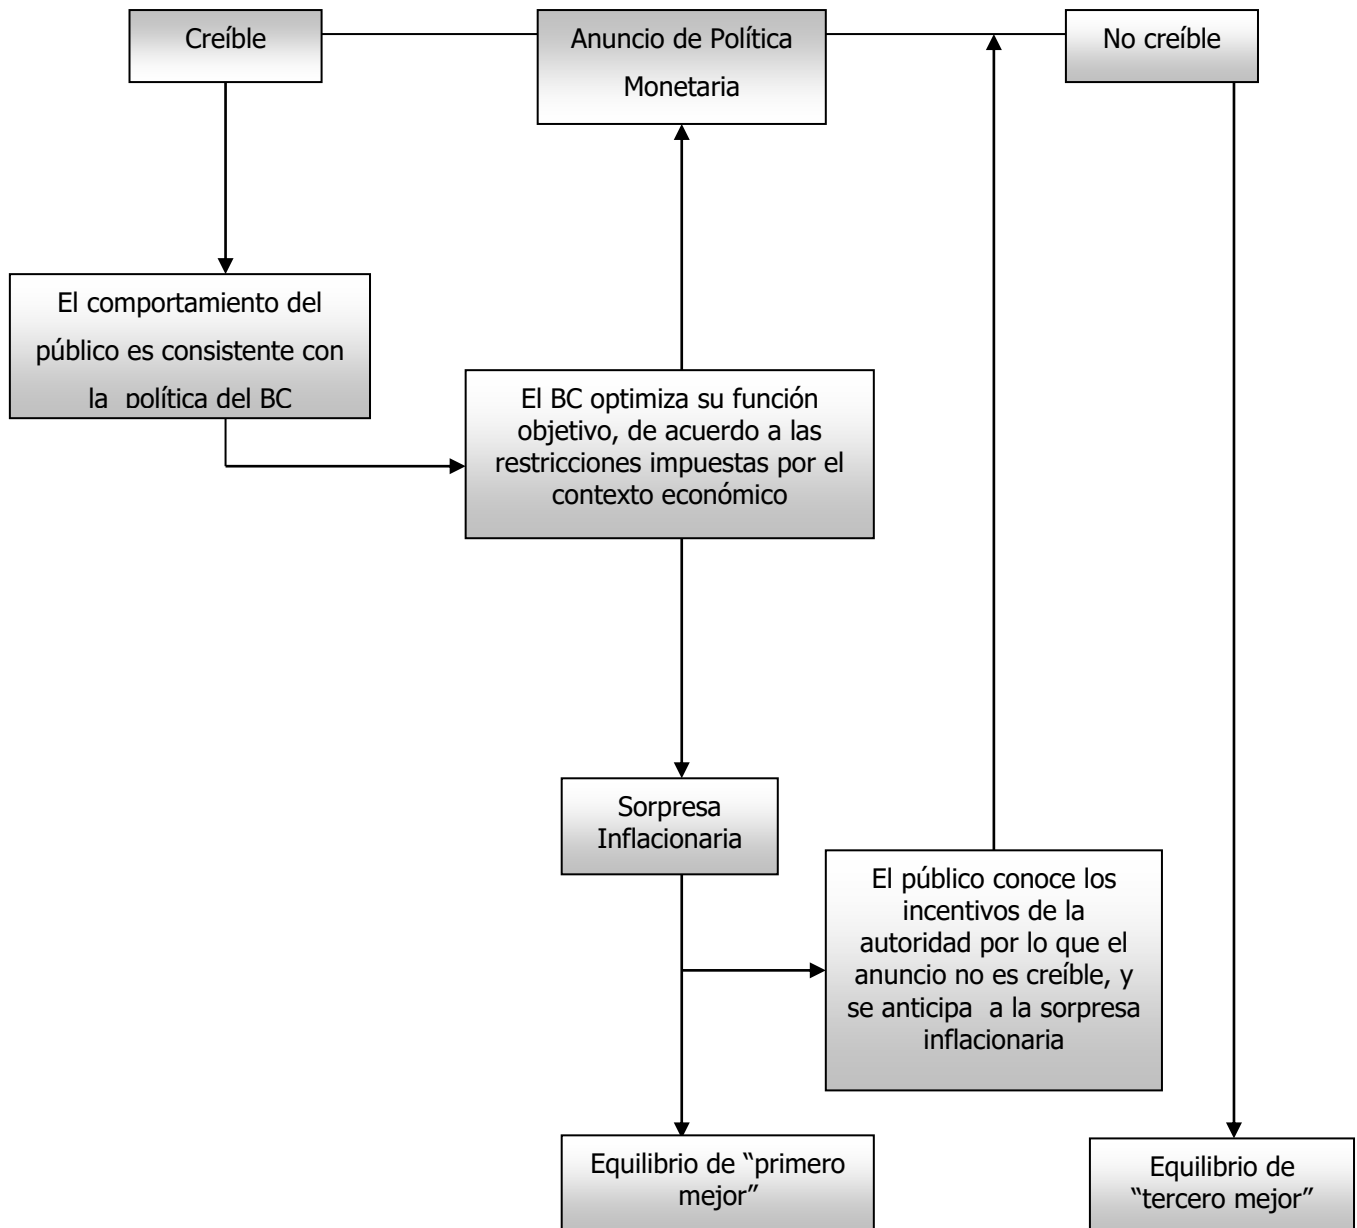 Creíble
Anuncio de Política
Monetaria
No creíble
El comportamiento del
público es consistente con
la política del BC
El BC optimiza su función
objetivo, de acuerdo a las
restricciones impuestas por el
contexto económico
Sorpresa
Inflacionaria
El público conoce los
incentivos de la
autoridad por lo que el
anuncio no es creíble, y
se anticipa a la sorpresa
inflacionaria
Equilibrio de “primero
mejor”
Equilibrio de
“tercero mejor”